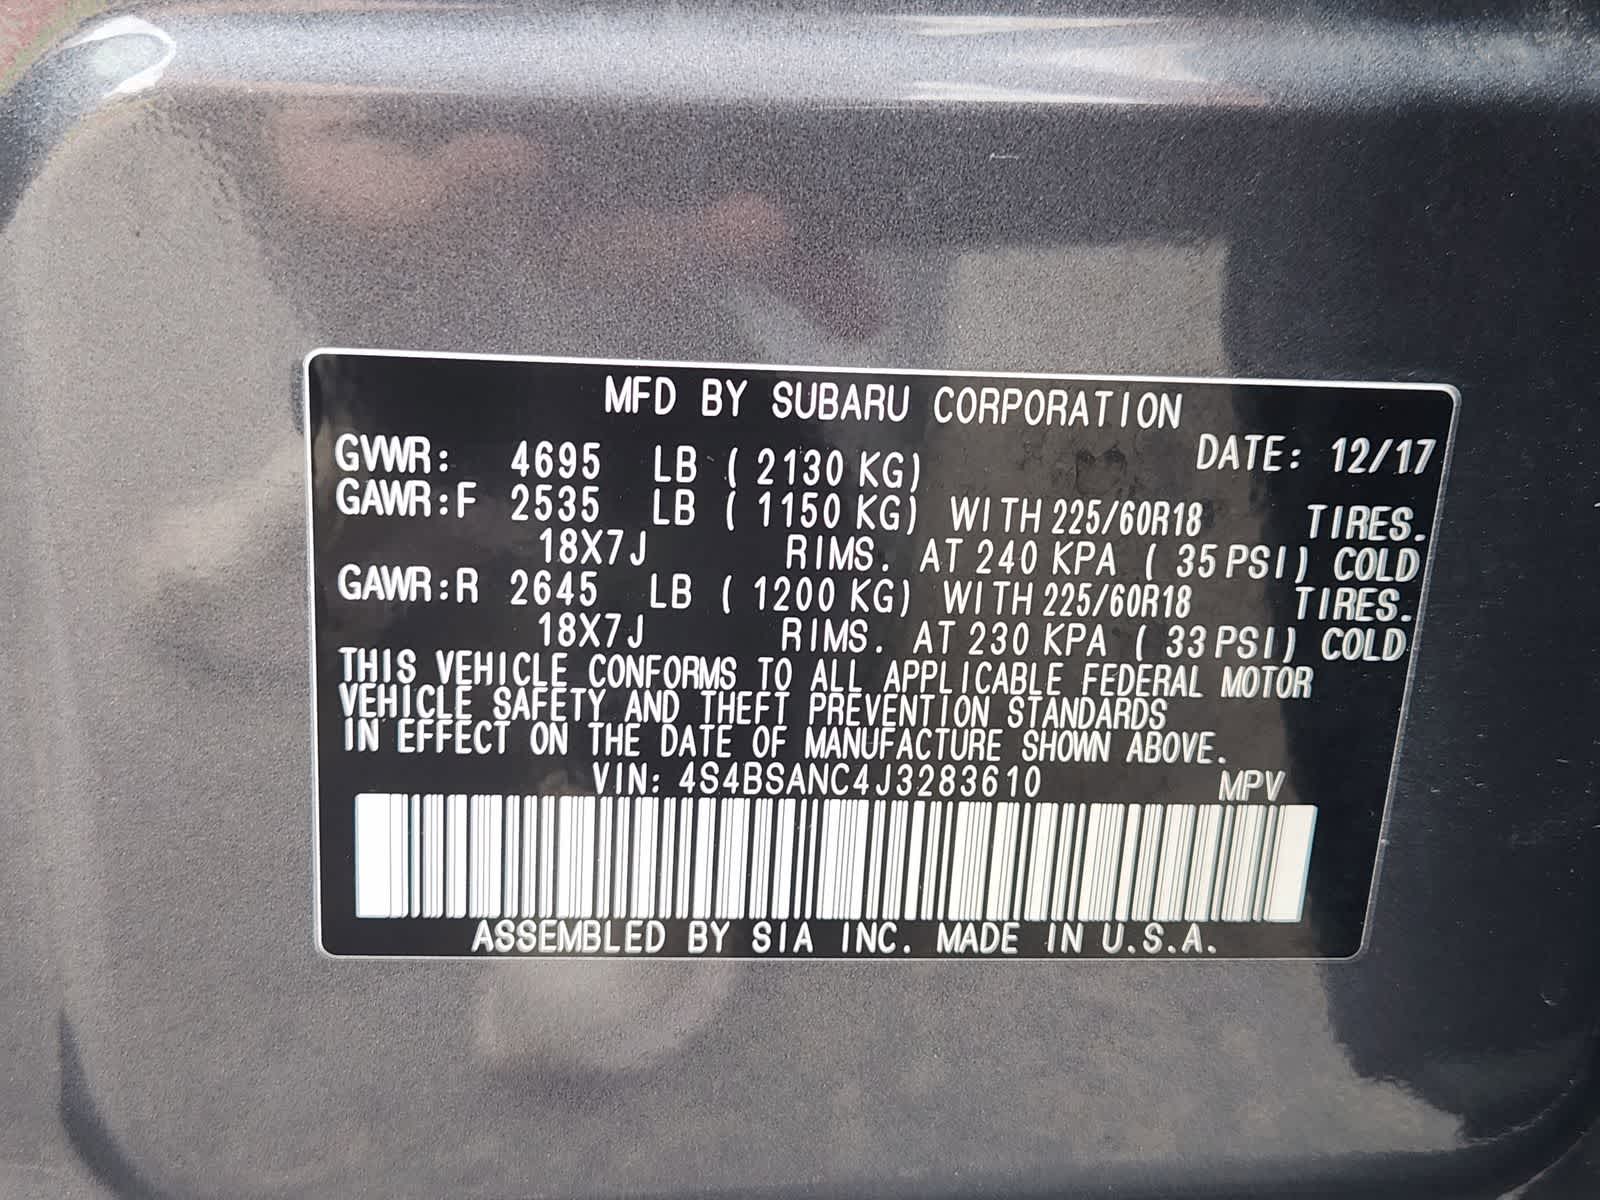 MFD BY SUBARU CORPORATION
GVWR: 4695 LB ( 2130 KG) DATE: 12/17
GAWR:F 2535 LB ( 1150 KG) WITH 225/60R18 TIRES.
18X7J RIMS. AT 240 KPA ( 35 PSI) COLD
GAWR:R 2645 LB ( 1200 KG) WITH 225/60R18 TIRES.
18X7J RIMS. AT 230 KPA ( 33 PSI) COLD
THIS VEHICLE CONFORMS TO ALL APPLICABLE FEDERAL MOTOR
VEHICLE SAFETY AND THEFT PREVENTION STANDARDS
IN EFFECT ON THE DATE OF MANUFACTURE SHOWN ABOVE.
VIN: 4S4BSANC4J3283610 MPV
ASSEMBLED BY SIA INC. MADE IN U.S.A.